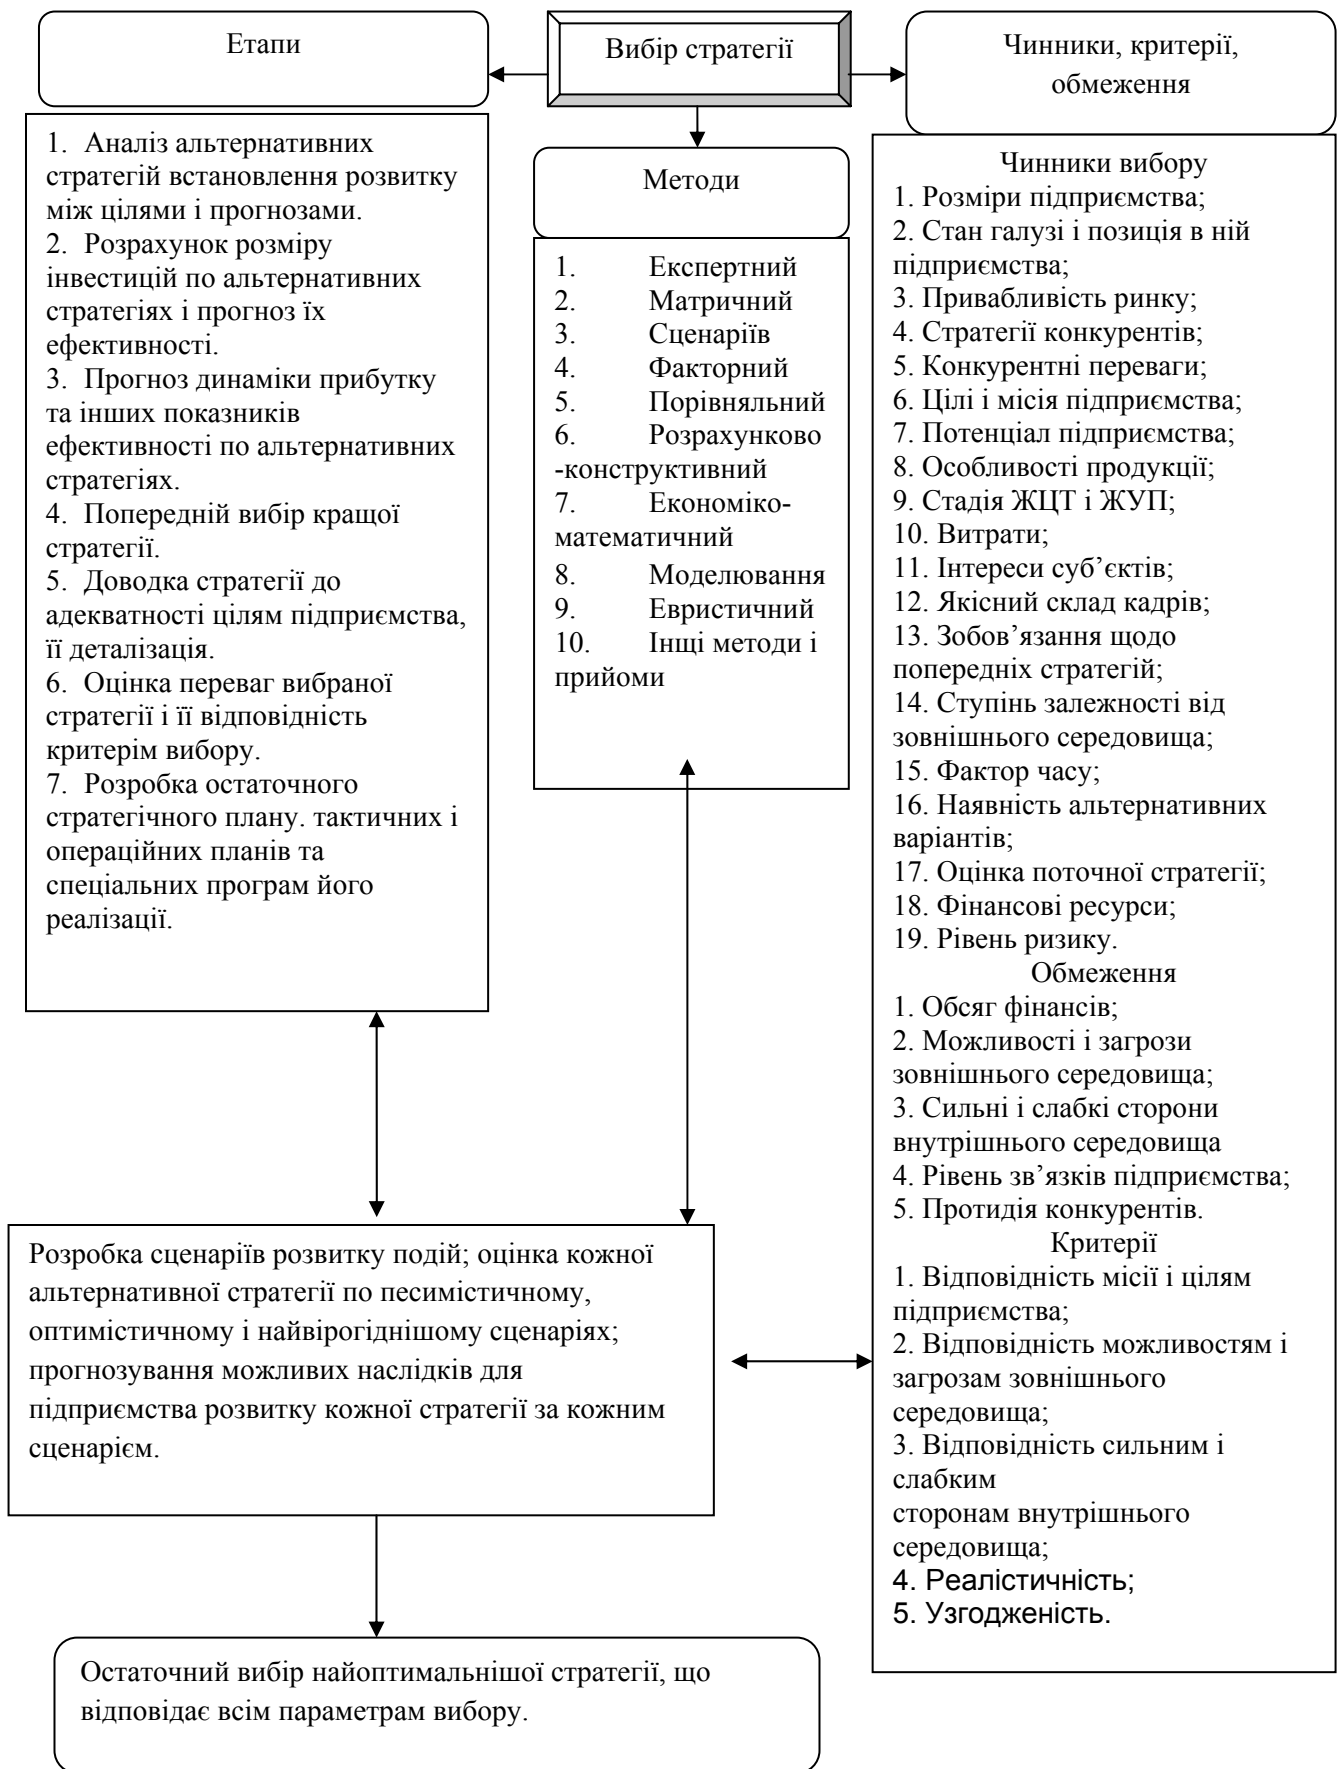 Етапи
Вибір стратегії
Чинники, критерії,
обмеження
1. Аналіз альтернативних
стратегій встановлення розвитку
між цілями і прогнозами.
2. Розрахунок розміру
інвестицій по альтернативних
стратегіях і прогноз їх
ефективності.
3. Прогноз динаміки прибутку
та інших показників
ефективності по альтернативних
стратегіях.
4. Попередній вибір кращої
стратегії.
5. Доводка стратегії до
адекватності цілям підприємства,
її деталізація.
6. Оцінка переваг вибраної
стратегії і її відповідність
критерім вибору.
7. Розробка остаточного
стратегічного плану. тактичних і
операційних планів та
спеціальних програм його
реалізації.
Методи
1. Експертний
2. Матричний
3. Сценаріїв
4. Факторний
5. Порівняльний
6. Розрахунково
-конструктивний
7. Економіко-
математичний
8. Моделювання
9. Евристичний
10. Інщі методи і
прийоми
Чинники вибору
1. Розміри підприємства;
2. Стан галузі і позиція в ній
підприємства;
3. Привабливість ринку;
4. Стратегії конкурентів;
5. Конкурентні переваги;
6. Цілі і місія підприємства;
7. Потенціал підприємства;
8. Особливості продукції;
9. Стадія ЖЦТ і ЖУП;
10. Витрати;
11. Інтереси суб’єктів;
12. Якісний склад кадрів;
13. Зобов’язання щодо
попередніх стратегій;
14. Ступінь залежності від
зовнішнього середовища;
15. Фактор часу;
16. Наявність альтернативних
варіантів;
17. Оцінка поточної стратегії;
18. Фінансові ресурси;
19. Рівень ризику.
Обмеження
1. Обсяг фінансів;
2. Можливості і загрози
зовнішнього середовища;
3. Сильні і слабкі сторони
внутрішнього середовища
4. Рівень зв’язків підприємства;
5. Протидія конкурентів.
Критерії
1. Відповідність місії і цілям
підприємства;
2. Відповідність можливостям і
загрозам зовнішнього
середовища;
3. Відповідність сильним і
слабким
сторонам внутрішнього
середовища;
4. Реалістичність;
5. Узгодженість.
Розробка сценаріїв розвитку подій; оцінка кожної
альтернативної стратегії по песимістичному,
оптимістичному і найвірогіднішому сценаріях;
прогнозування можливих наслідків для
підприємства розвитку кожної стратегії за кожним
сценарієм.
Остаточний вибір найоптимальнішої стратегії, що
відповідає всім параметрам вибору.